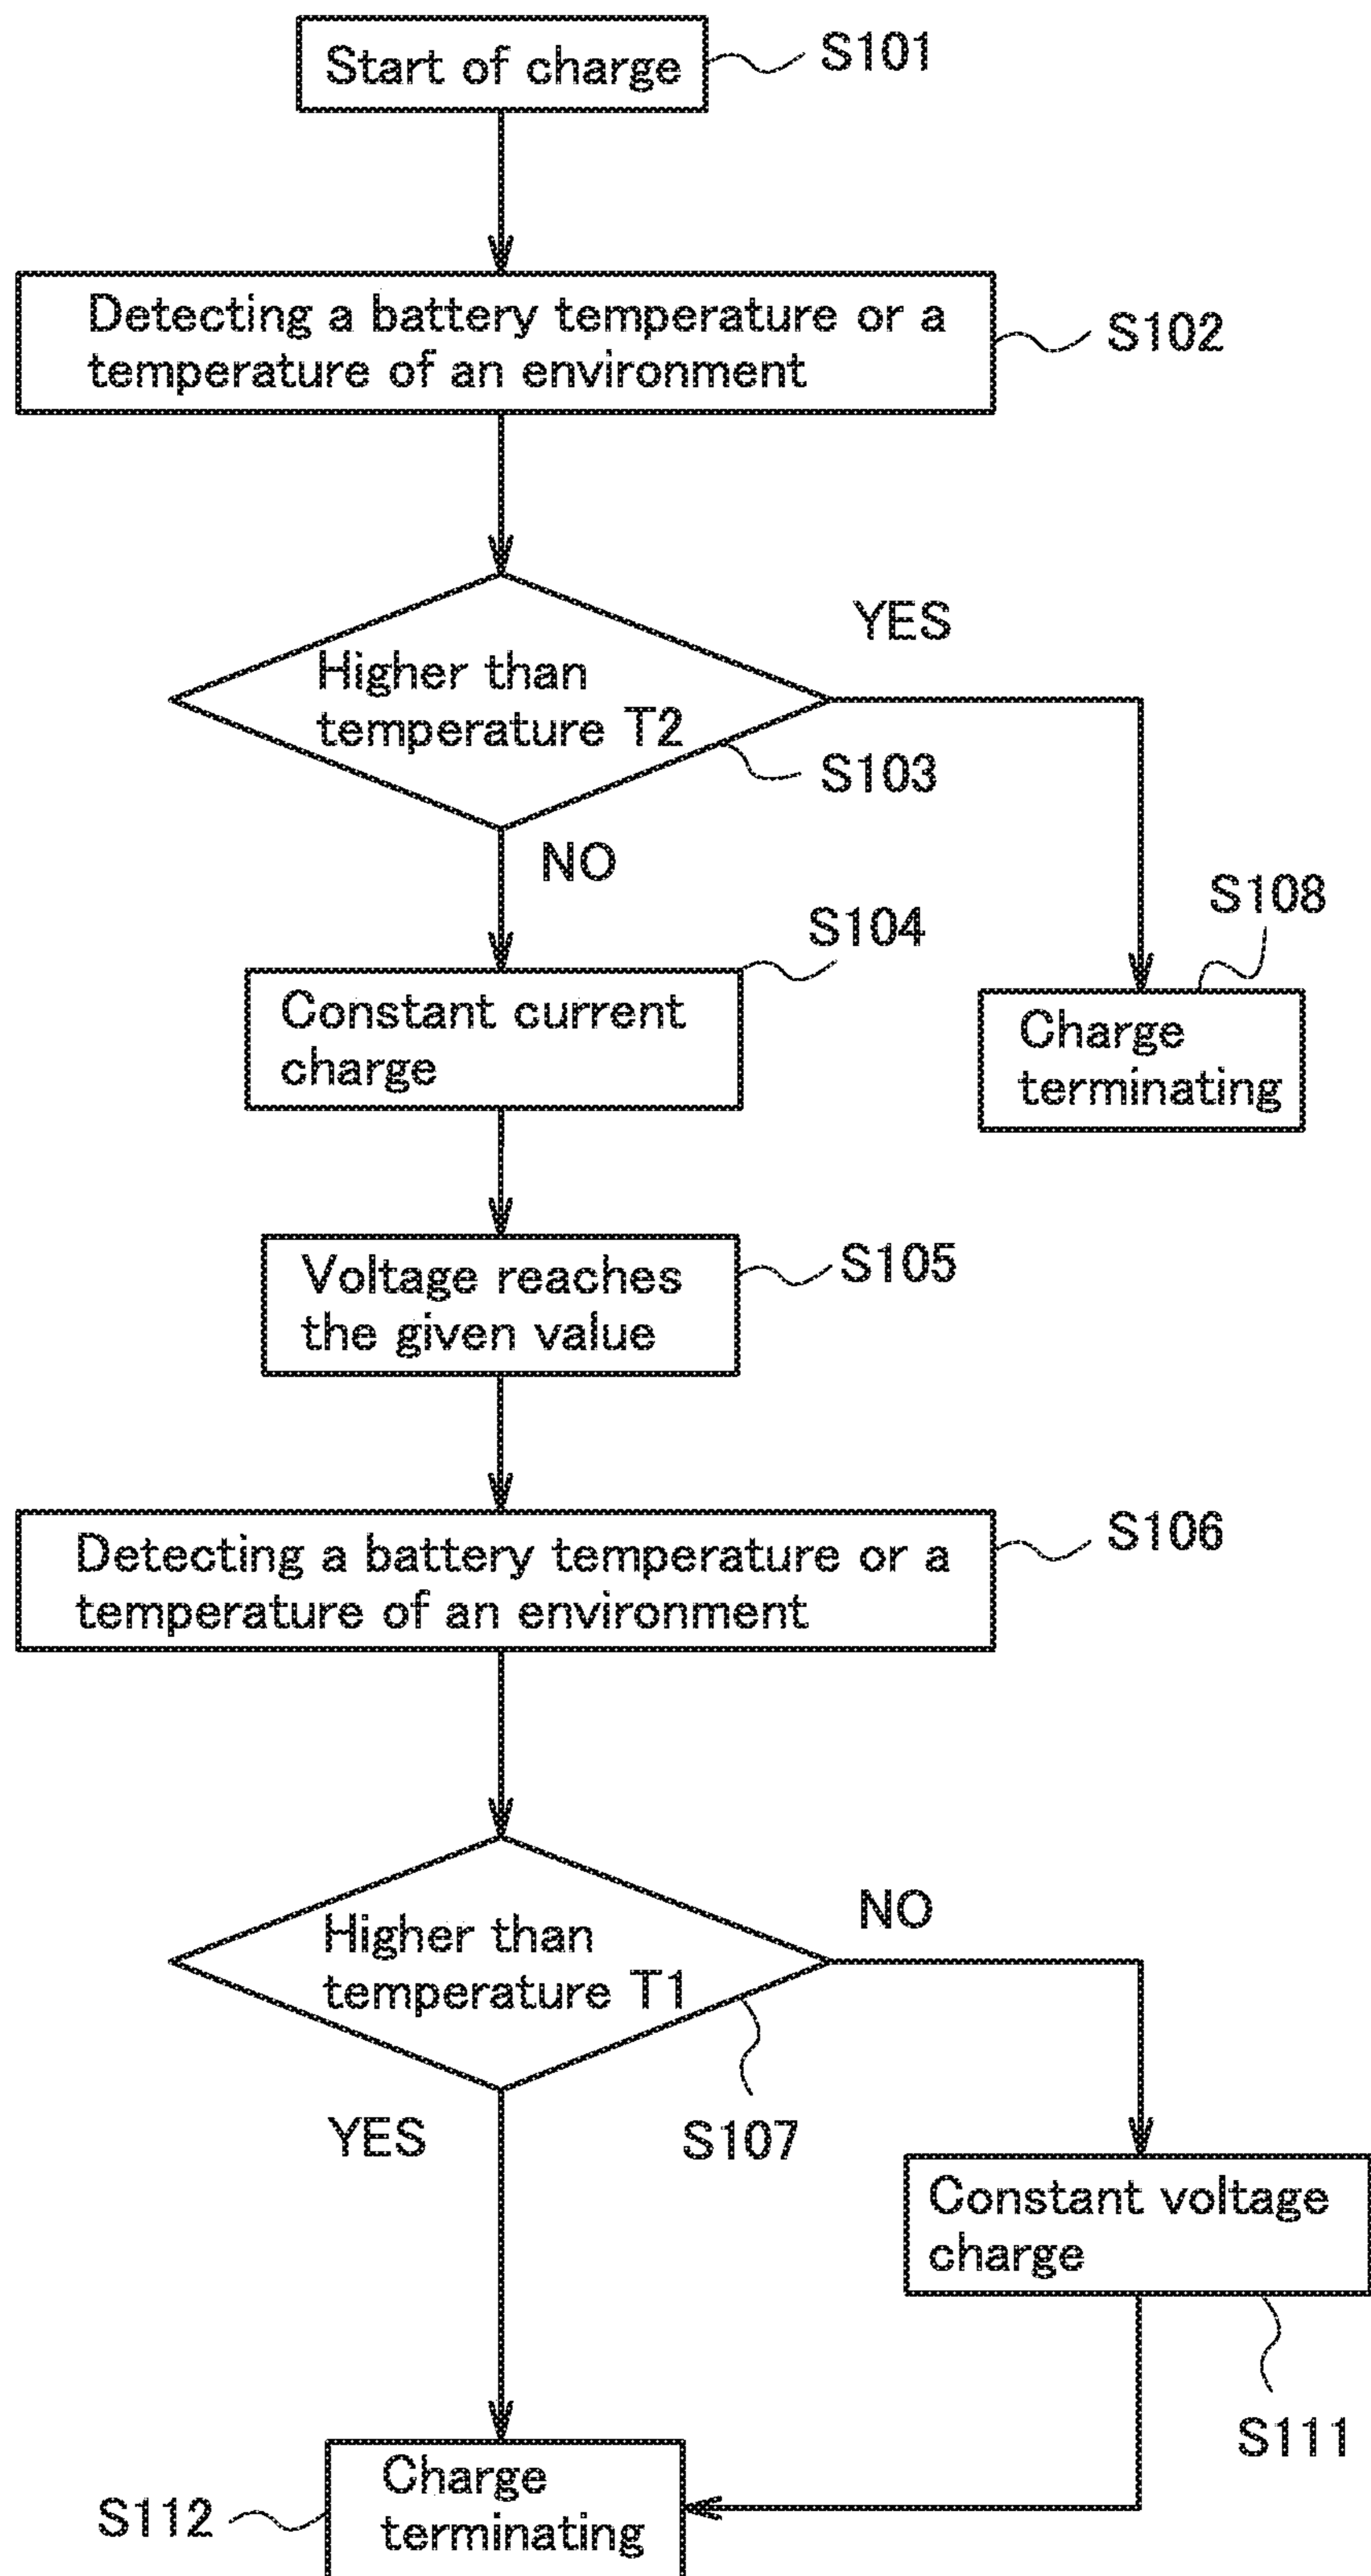 Start of charge
S101
Detecting a battery temperature or a
temperature of an environment
S102
YES
Higher than
temperature T2
S103
NO
S104
S108
Constant current
charge
Charge
terminating
Voltage reaches
the given value
S105
Detecting a battery temperature or a
temperature of an environment
S106
NO
Higher than
temperature T1
YES
S107
Constant voltage
charge
S111
Charge
terminating
S112